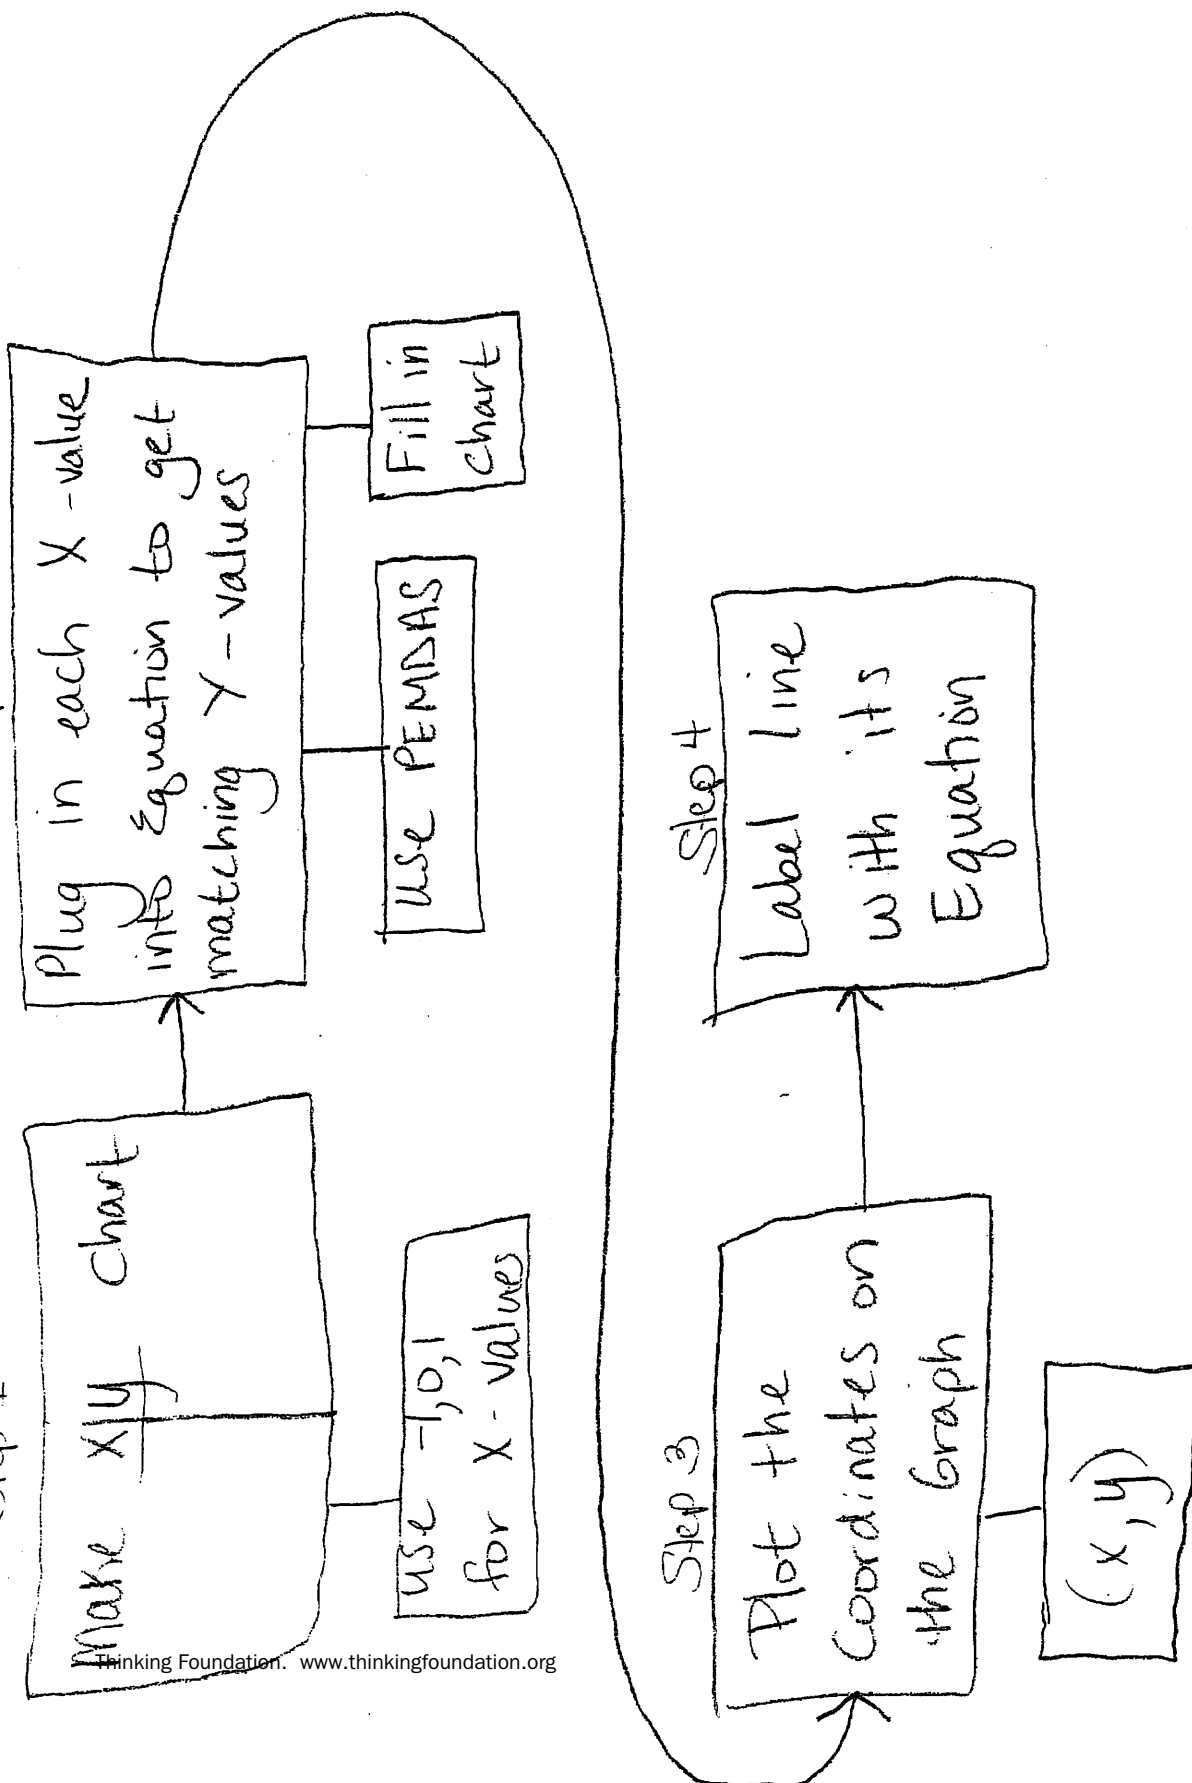 Make x|y chart
use -1,0,1
for X-values
Plug in each X-value
into Equation to get
matching Y-values
use PEMDAS
Fill in
chart
Step 3
Plot the
Coordinates on
the Graph
(x,y)
Step 4
Label line
with its
Equation
Thinking Foundation. www.thinkingfoundation.org